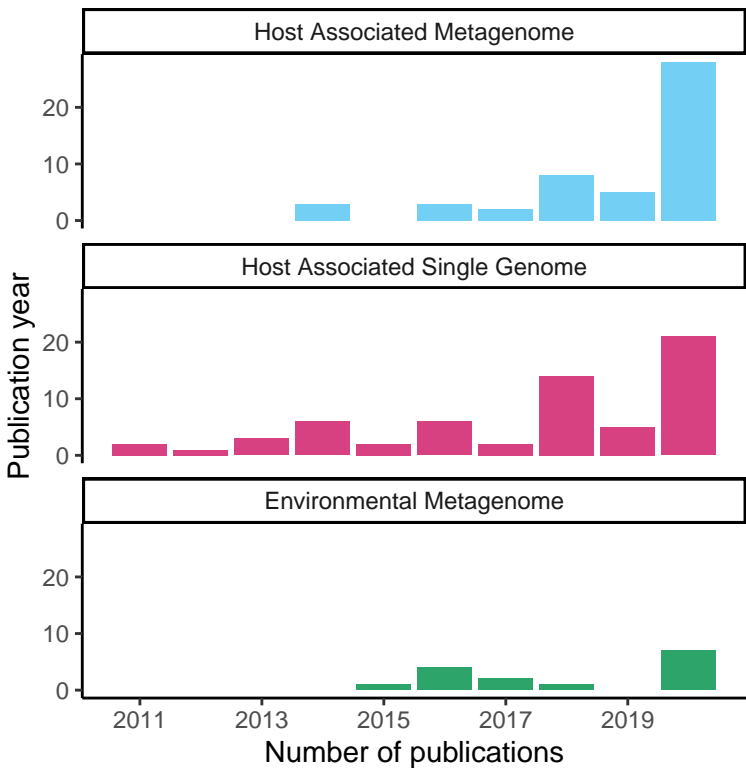 Host Associated Metagenome
20
10
0
Host Associated Single Genome
20
10
0
Environmental Metagenome
20
10
0
2011 2013 2015 2017 2019
Number of publications
Publication year